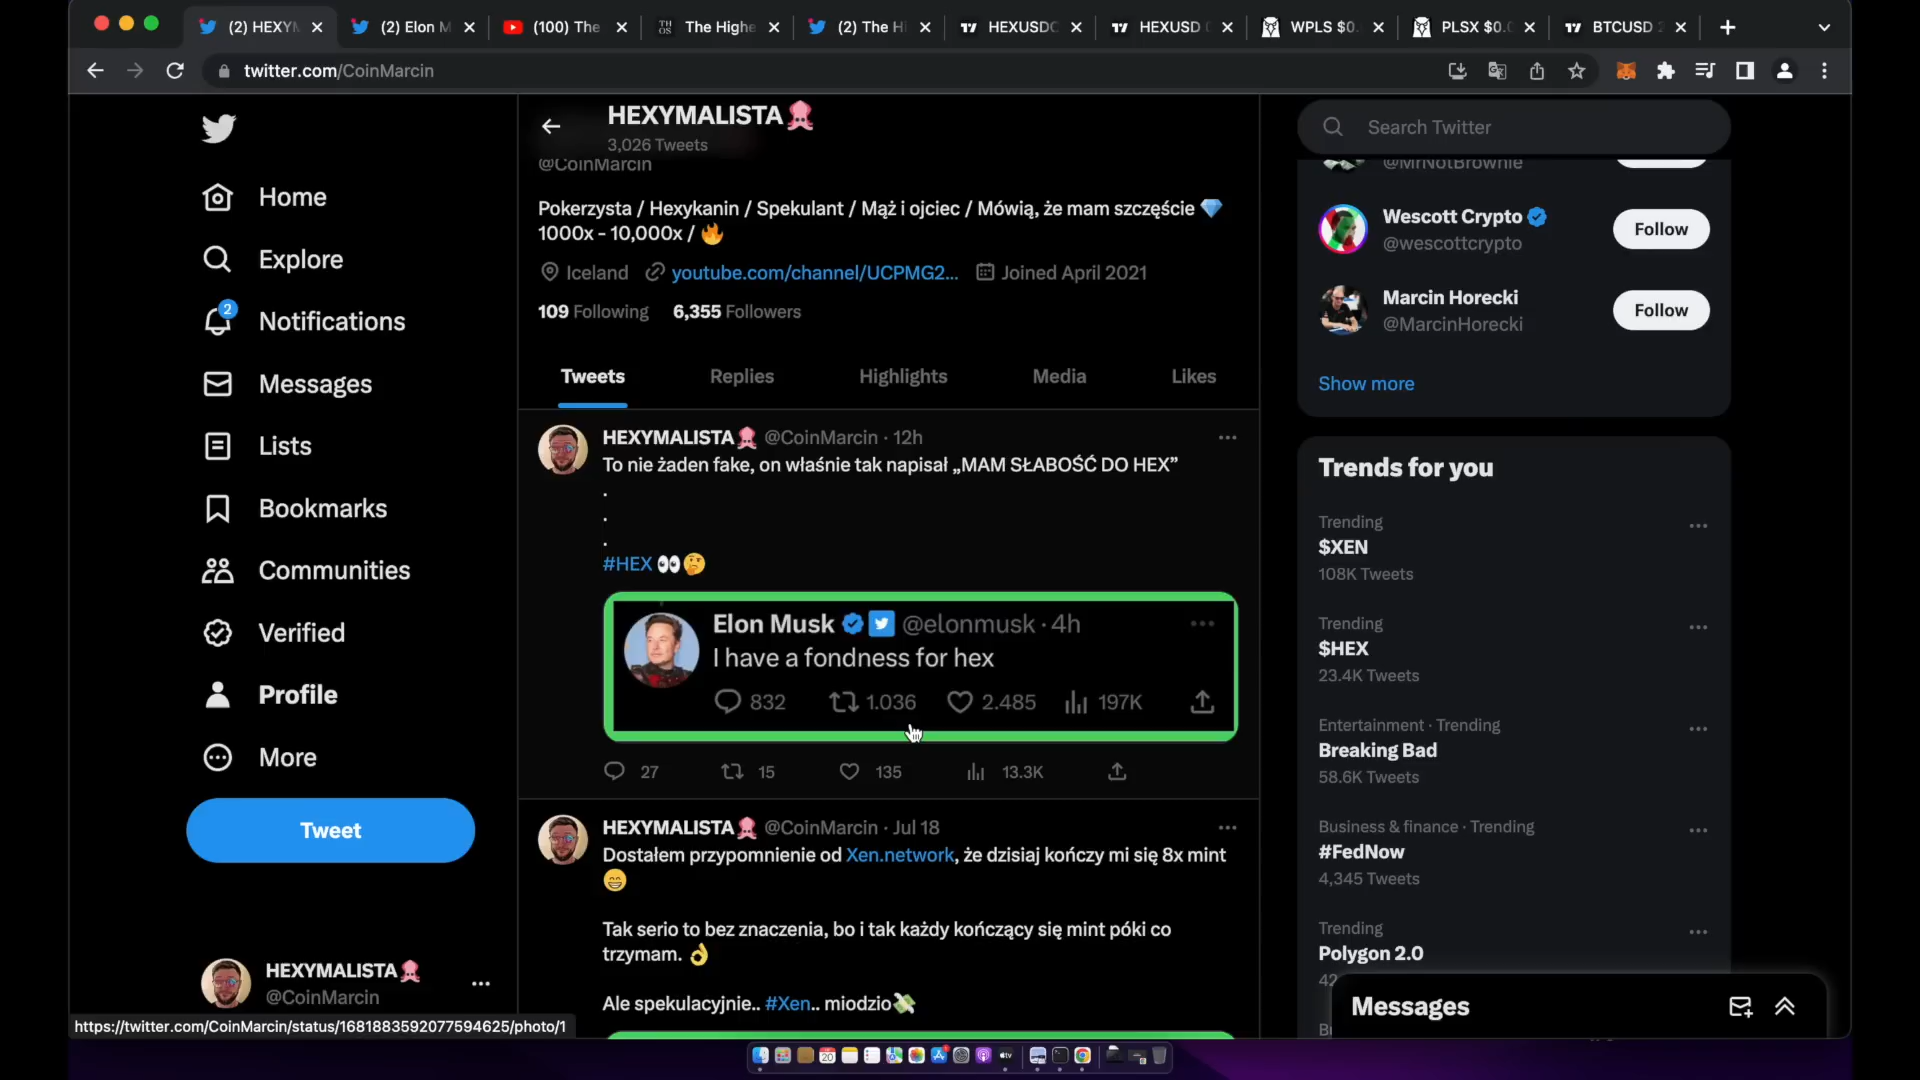 (2) HEXYM
(2) Elon M
(100) The
TH
OS
The Highe
(2) The Hi
HEXUSDC
HEXUSD
WPLS $0.
PLSX $0.
BTCUSD 2
twitter.com/CoinMarcin
HEXYMALISTA🦑
3,026 Tweets
@CoinMarcin
Pokerzysta / Hexykanin / Spekulant / Mąż i ojciec / Mówią, że mam szczęście 💎
1000x - 10,000x / 🔥
Iceland
youtube.com/channel/UCPMG2...
Joined April 2021
109 Following
6,355 Followers
Tweets
Replies
Highlights
Media
Likes
Home
Explore
2
Notifications
Messages
Lists
Bookmarks
Communities
Verified
Profile
More
Tweet
HEXYMALISTA🦑
@CoinMarcin
HEXYMALISTA🦑 @CoinMarcin · 12h
To nie żaden fake, on właśnie tak napisał „MAM SŁABOŚĆ DO HEX”
.
.
.
#HEX 👀🤔
Elon Musk @elonmusk · 4h
I have a fondness for hex
832
1.036
2.485
197K
27
15
135
13.3K
HEXYMALISTA🦑 @CoinMarcin · Jul 18
Dostałem przypomnienie od Xen.network, że dzisiaj kończy mi się 8x mint
😁
Tak serio to bez znaczenia, bo i tak każdy kończący się mint póki co
trzymam. 👌
Ale spekulacyjnie.. #Xen.. miodzio💸
Search Twitter
@MrNotBrownie
Wescott Crypto
@wescottcrypto
Follow
Marcin Horecki
@MarcinHorecki
Follow
Show more
Trends for you
Trending
$XEN
108K Tweets
Trending
$HEX
23.4K Tweets
Entertainment · Trending
Breaking Bad
58.6K Tweets
Business & finance · Trending
#FedNow
4,345 Tweets
Trending
Polygon 2.0
42
Messages
https://twitter.com/CoinMarcin/status/1681883592077594625/photo/1
20
tv